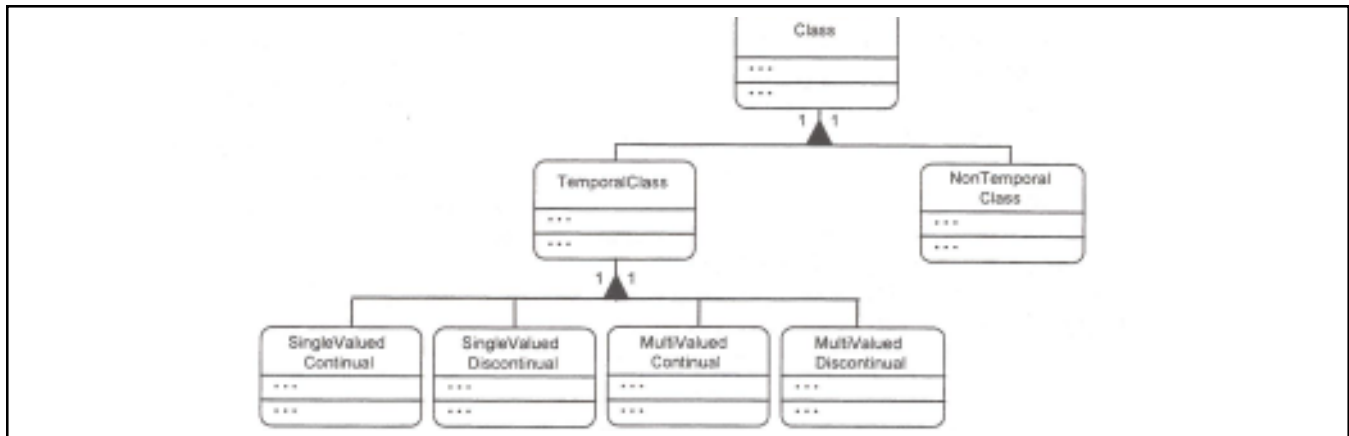 Class
***
***
1 1
TemporalClass
***
***
NonTemporal
Class
***
***
1 1
SingleValued
Continual
***
***
SingleValued
Discontinual
***
***
MultiValued
Continual
***
***
MultiValued
Discontinual
***
***